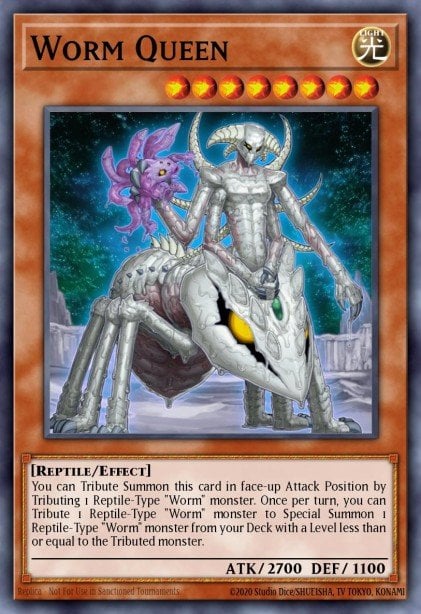 WORM QUEEN
LIGHT
光
[REPTILE/EFFECT]
You can Tribute Summon this card in face-up Attack Position by
Tributing 1 Reptile-Type "Worm" monster. Once per turn, you can
Tribute 1 Reptile-Type "Worm" monster to Special Summon 1
Reptile-Type "Worm" monster from your Deck with a Level less than
or equal to the Tributed monster.
ATK/2700 DEF/1100
Replica - Not For Use in Sanctioned Tournaments
©2020 Studio Dice/SHUEISHA, TV TOKYO, KONAMI